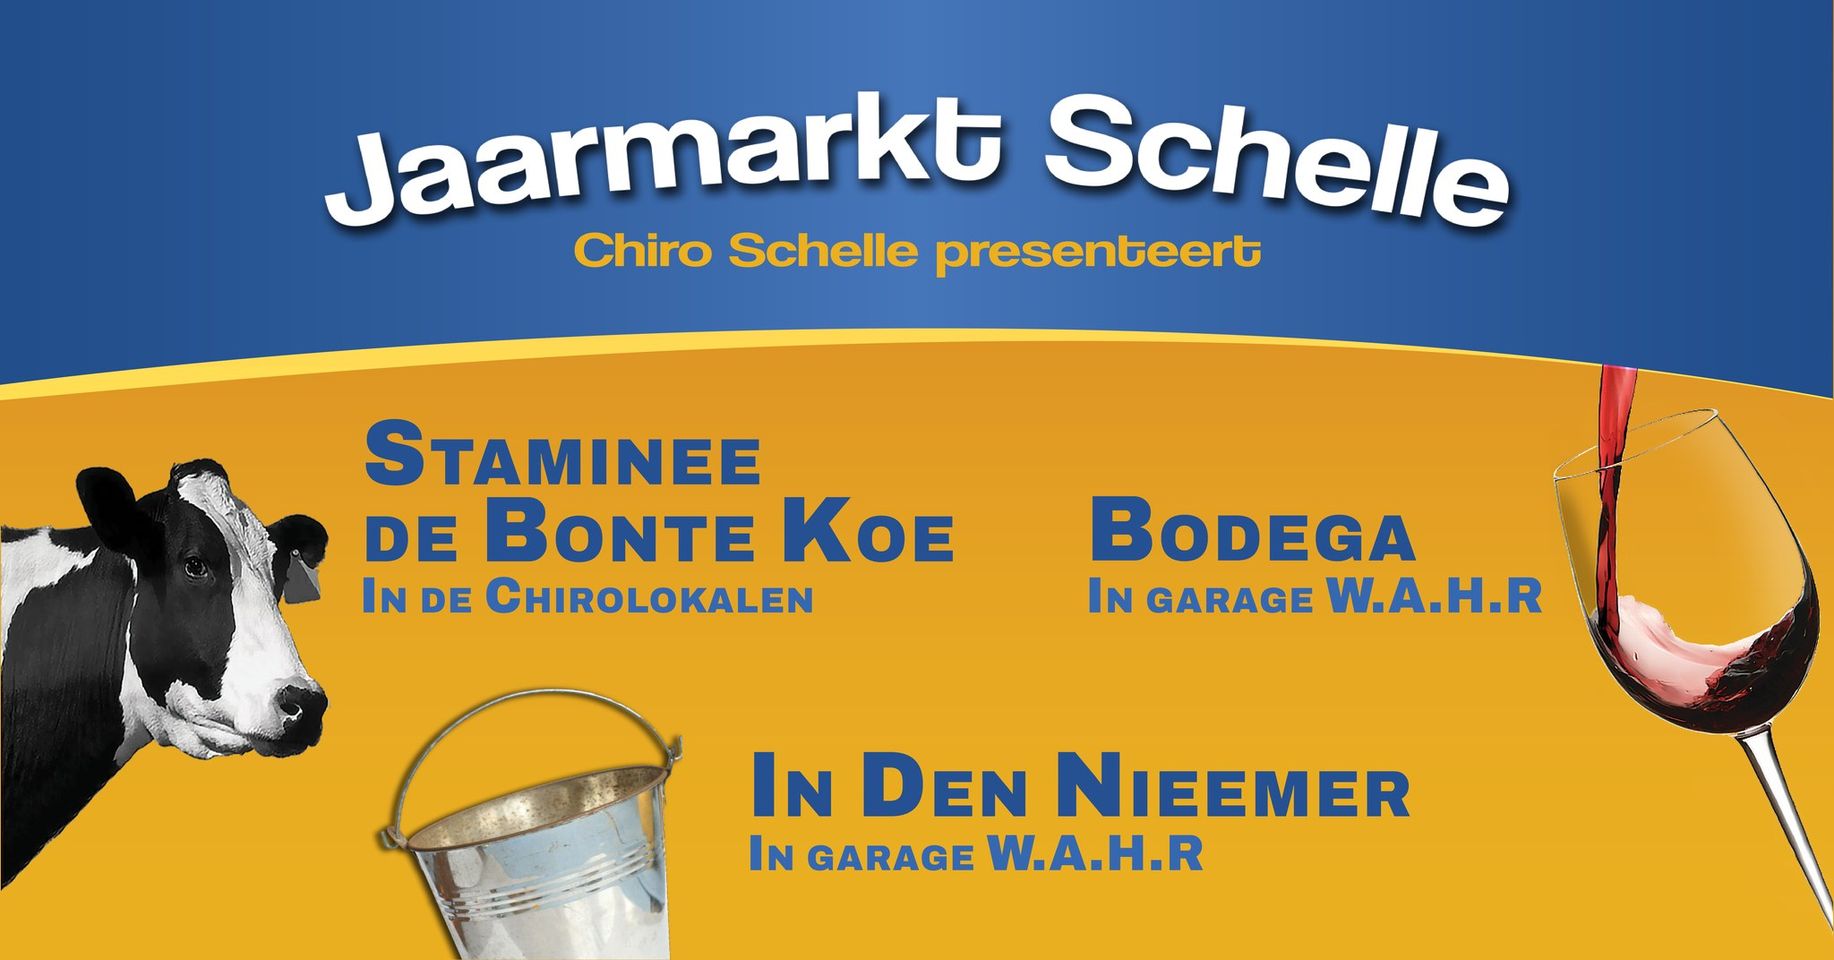 Jaarmarkt Schelle
Chiro Schelle presenteert
Staminee
de Bonte Koe
In de Chirolokalen
Bodega
In garage W.A.H.R
In Den Nieemer
In garage W.A.H.R